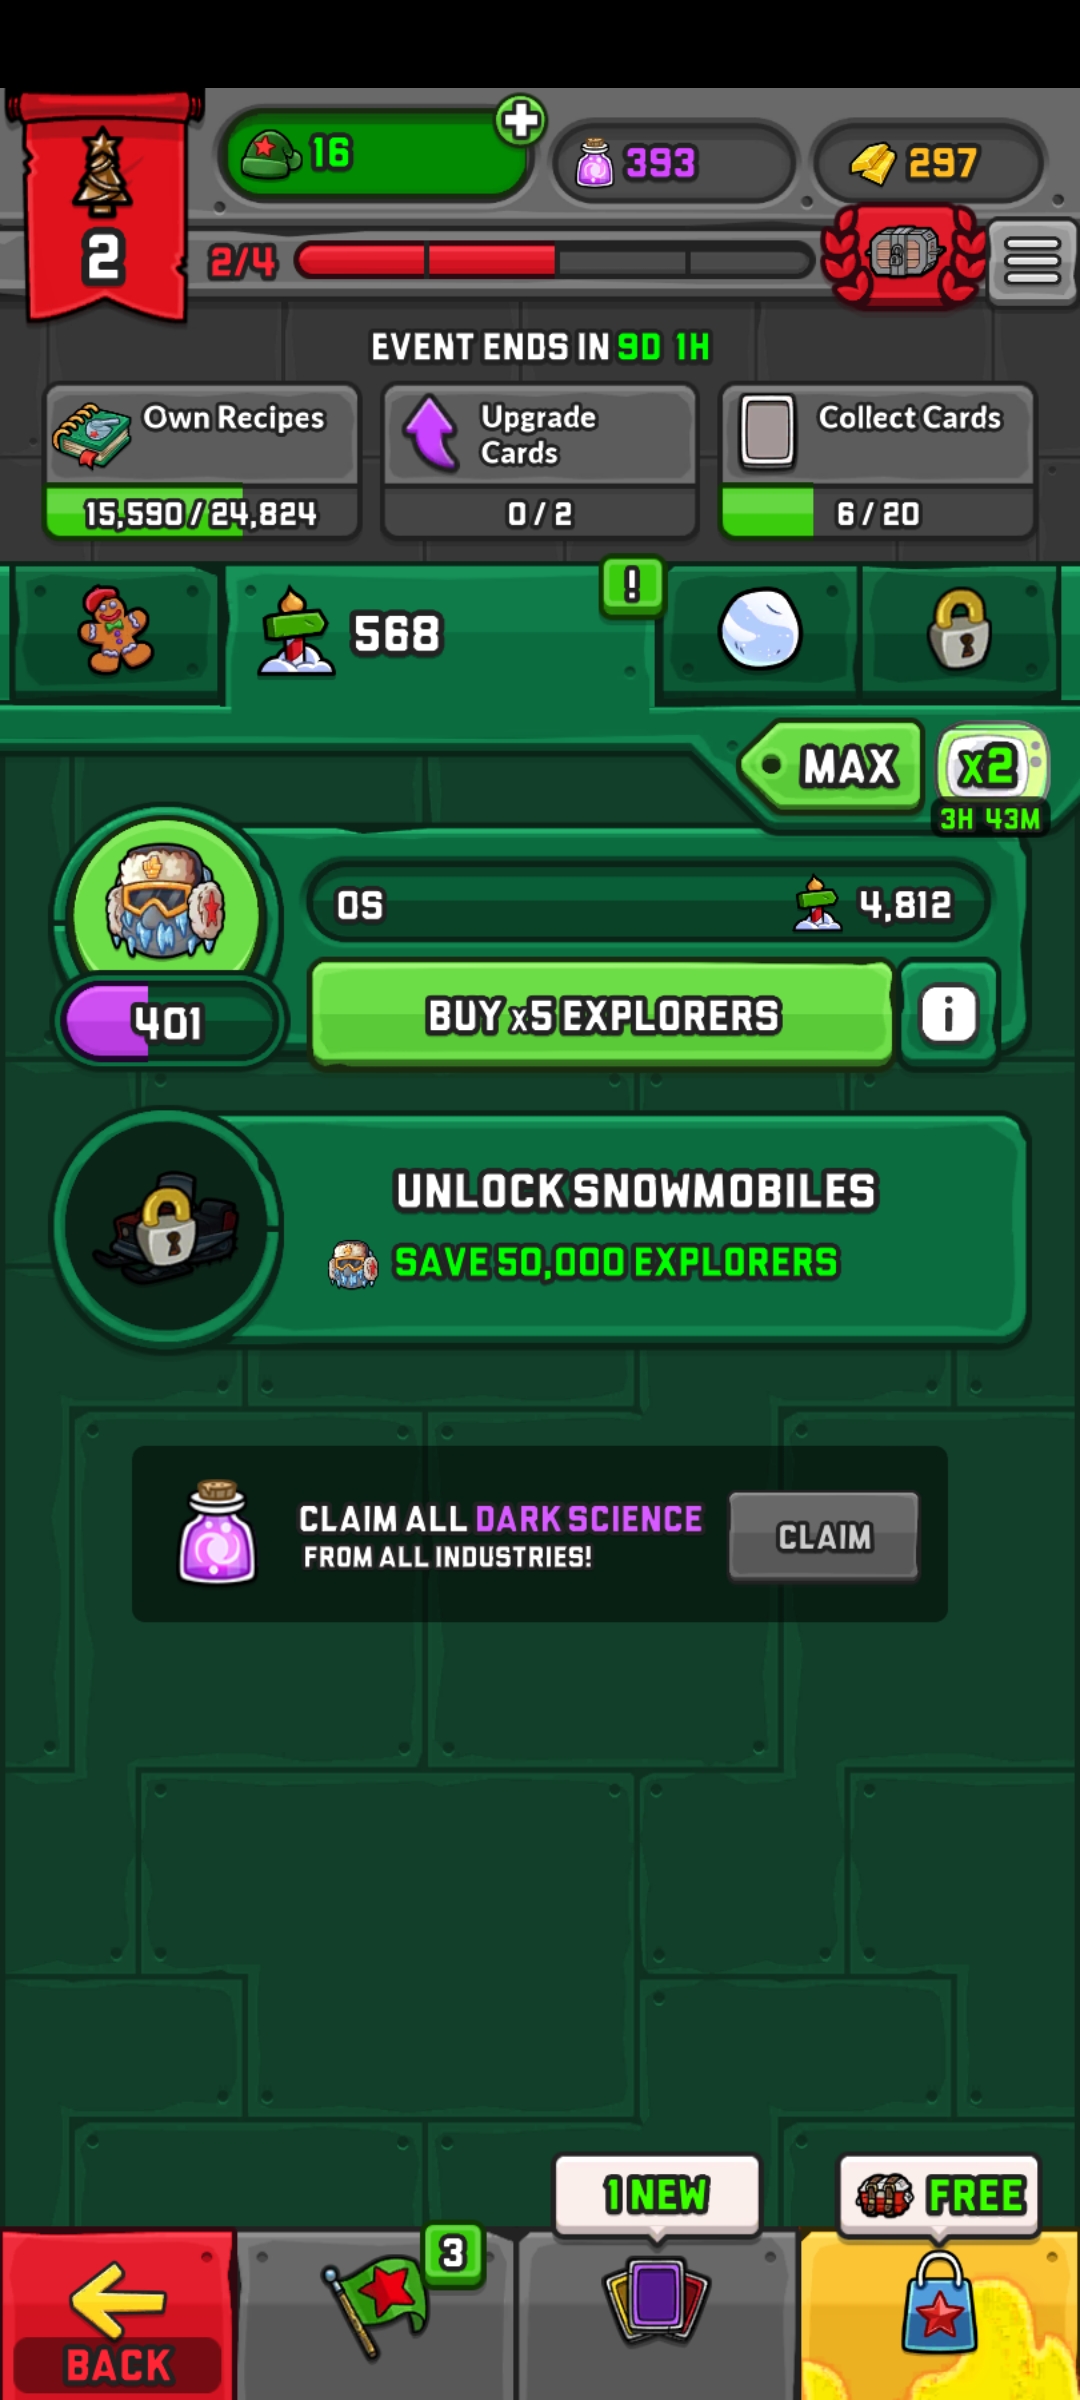 16
393
297
2
2/4
EVENT ENDS IN 9D 1H
Own Recipes
15,590/24,824
Upgrade
Cards
0/2
Collect Cards
6/20
568
!
MAX
x2
3H 43M
0S
4,812
401
BUY x5 EXPLORERS
i
UNLOCK SNOWMOBILES
SAVE 50,000 EXPLORERS
CLAIM ALL DARK SCIENCE
FROM ALL INDUSTRIES!
CLAIM
1 NEW
FREE
3
BACK